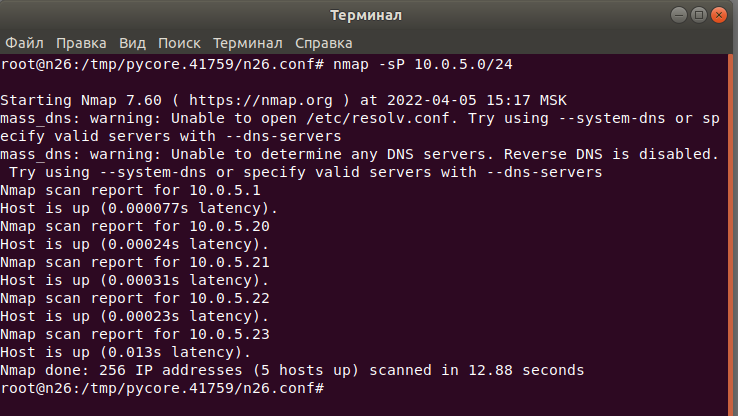 Терминал
Файл Правка Вид Поиск Терминал Справка
root@n26:/tmp/pycore.41759/n26.conf# nmap -sP 10.0.5.0/24
Starting Nmap 7.60 ( https://nmap.org ) at 2022-04-05 15:17 MSK
mass_dns: warning: Unable to open /etc/resolv.conf. Try using --system-dns or sp
ecify valid servers with --dns-servers
mass_dns: warning: Unable to determine any DNS servers. Reverse DNS is disabled.
 Try using --system-dns or specify valid servers with --dns-servers
Nmap scan report for 10.0.5.1
Host is up (0.000077s latency).
Nmap scan report for 10.0.5.20
Host is up (0.00024s latency).
Nmap scan report for 10.0.5.21
Host is up (0.00031s latency).
Nmap scan report for 10.0.5.22
Host is up (0.00023s latency).
Nmap scan report for 10.0.5.23
Host is up (0.013s latency).
Nmap done: 256 IP addresses (5 hosts up) scanned in 12.88 seconds
root@n26:/tmp/pycore.41759/n26.conf#